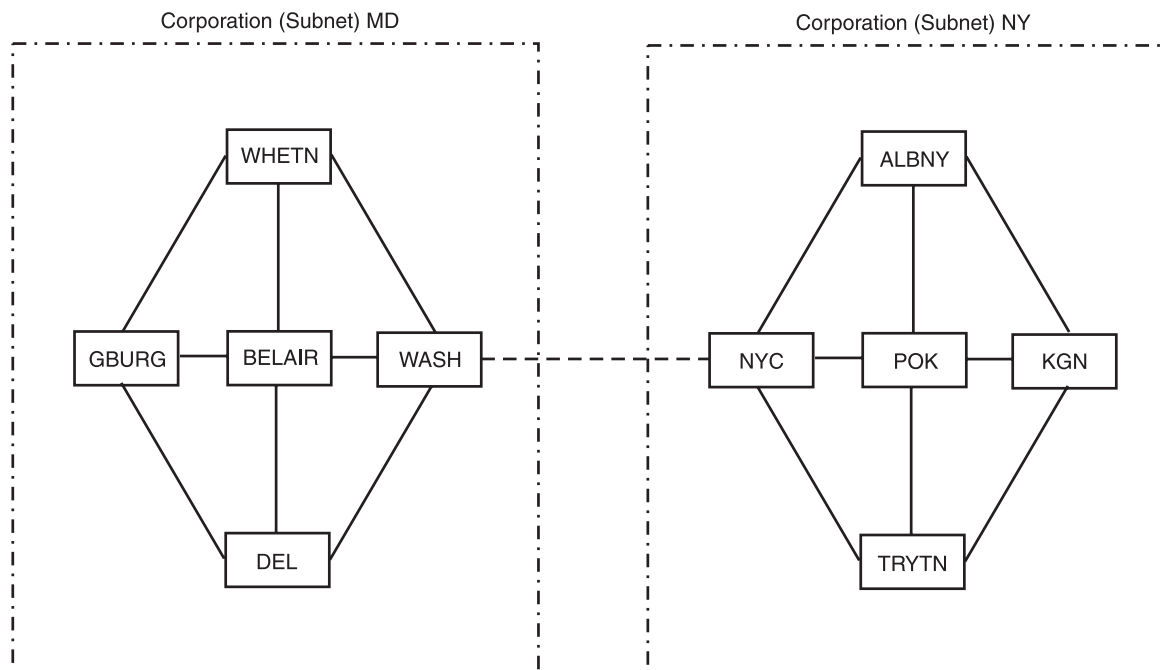 Corporation (Subnet) MD
Corporation (Subnet) NY
WHETN
ALBNY
GBURG
BELAIR
WASH
NYC
POK
KGN
DEL
TRYTN